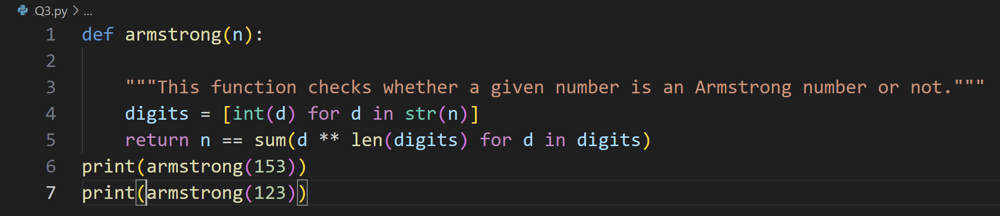 Q3.py > ...
1 def armstrong(n):
2
3     """This function checks whether a given number is an Armstrong number or not."""
4     digits = [int(d) for d in str(n)]
5     return n == sum(d ** len(digits) for d in digits)
6 print(armstrong(153))
7 print(armstrong(123))